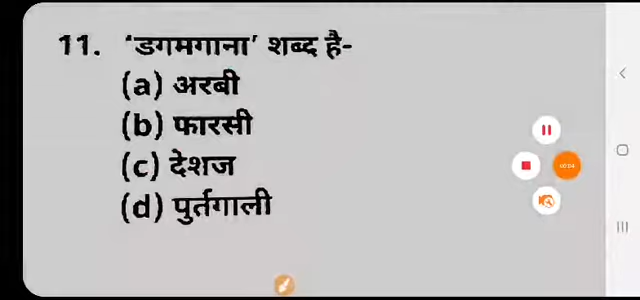 11. 'डगमगाना' शब्द है-
(a) अरबी
(b) फारसी
(c) देशज
(d) पुर्तगाली